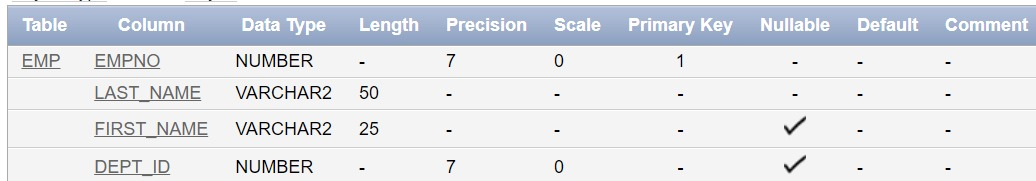 Table Column Data Type Length Precision Scale Primary Key Nullable Default Comment
EMP EMPNO NUMBER - 7 0 1 - - -
LAST_NAME VARCHAR2 50 - - - - - -
FIRST_NAME VARCHAR2 25 - - - ✓ - -
DEPT_ID NUMBER - 7 0 - ✓ - -